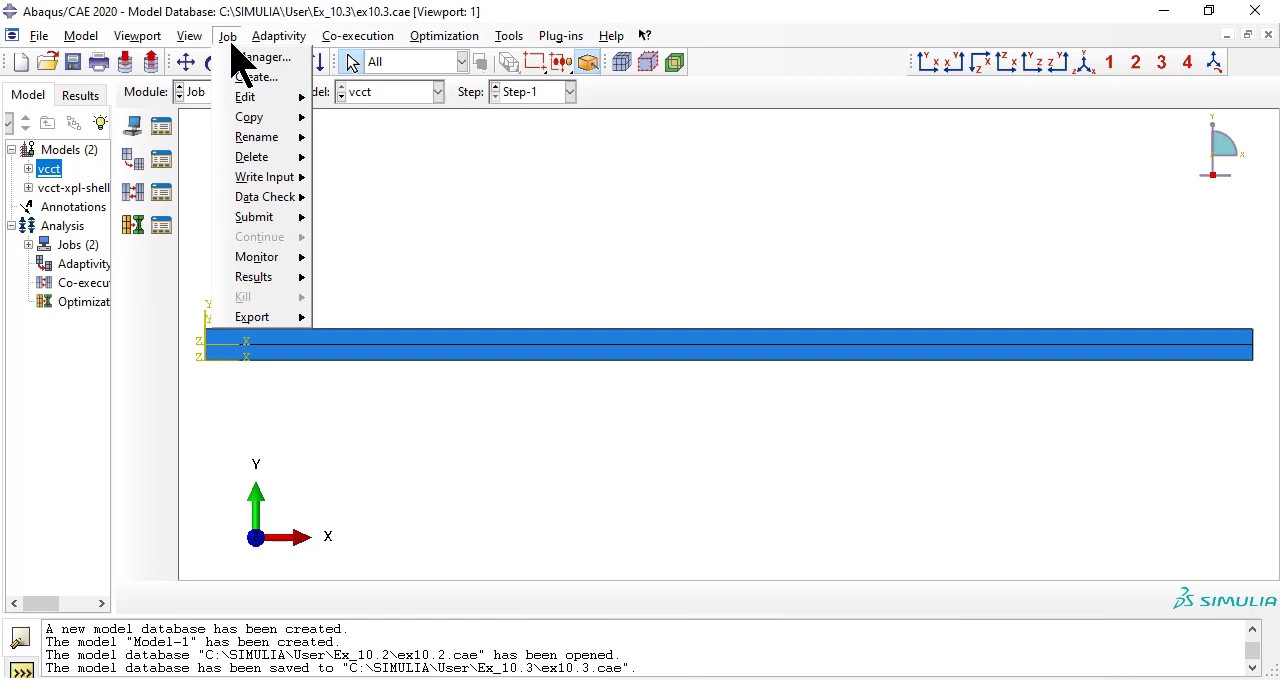 Abaqus/CAE 2020 - Model Database: C:\SIMULIA\User\Ex_10.3\ex10.3.cae [Viewport: 1]
File Model Viewport View Job Adaptivity Co-execution Optimization Tools Plug-ins Help
All
1 2 3 4
Model Results
Module: Job
vcct
Step: Step-1
Models (2)
vcct
vcct-xpl-shell
Annotations
Analysis
Jobs (2)
Adaptivity
Co-execu
Optimizat
anager...
eate...
Edit
Copy
Rename
Delete
Write Input
Data Check
Submit
Continue
Monitor
Results
Kill
Export
Y
X
Y
Y
Z X
Z X
Y
Z X
SIMULIA
A new model database has been created.
The model "Model-1" has been created.
The model database "C:\SIMULIA\User\Ex_10_2\ex10_2.cae" has been opened.
The model database has been saved to "C:\SIMULIA\User\Ex_10.3\ex10.3.cae".